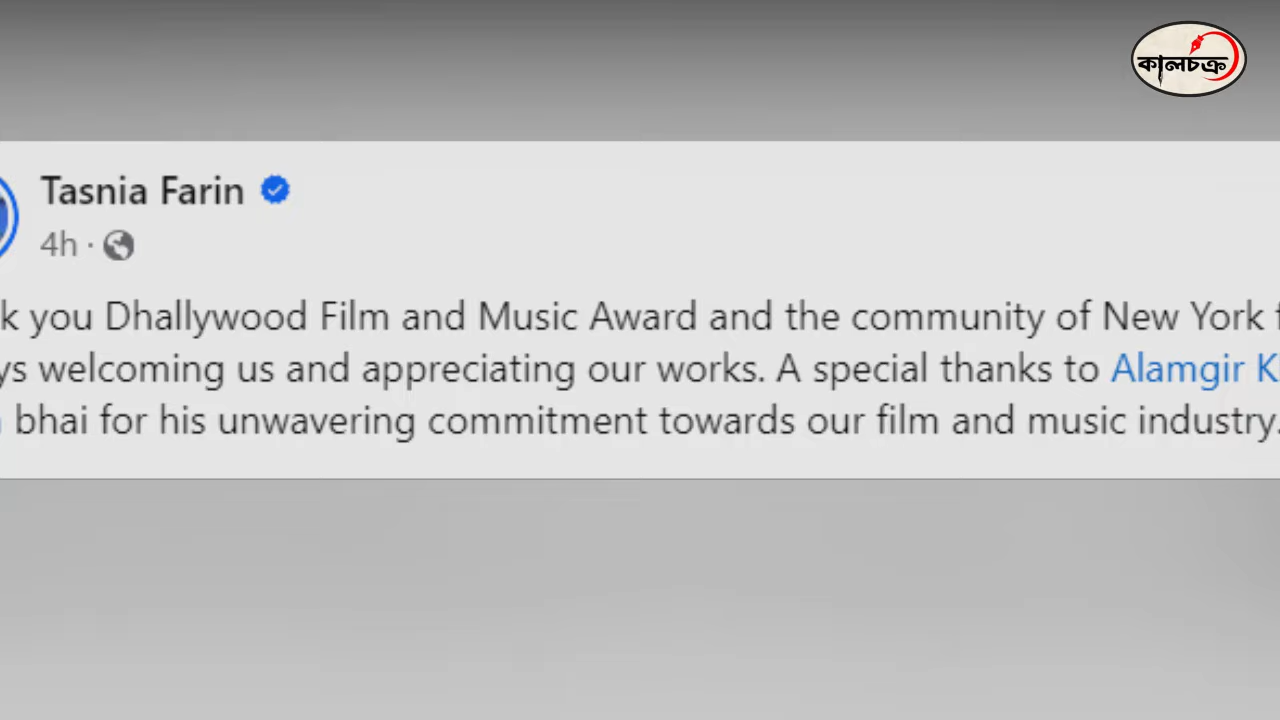 কালচক্র
Tasnia Farin
4h ·
k you Dhallywood Film and Music Award and the community of New York f
ys welcoming us and appreciating our works. A special thanks to Alamgir K
bhai for his unwavering commitment towards our film and music industry.